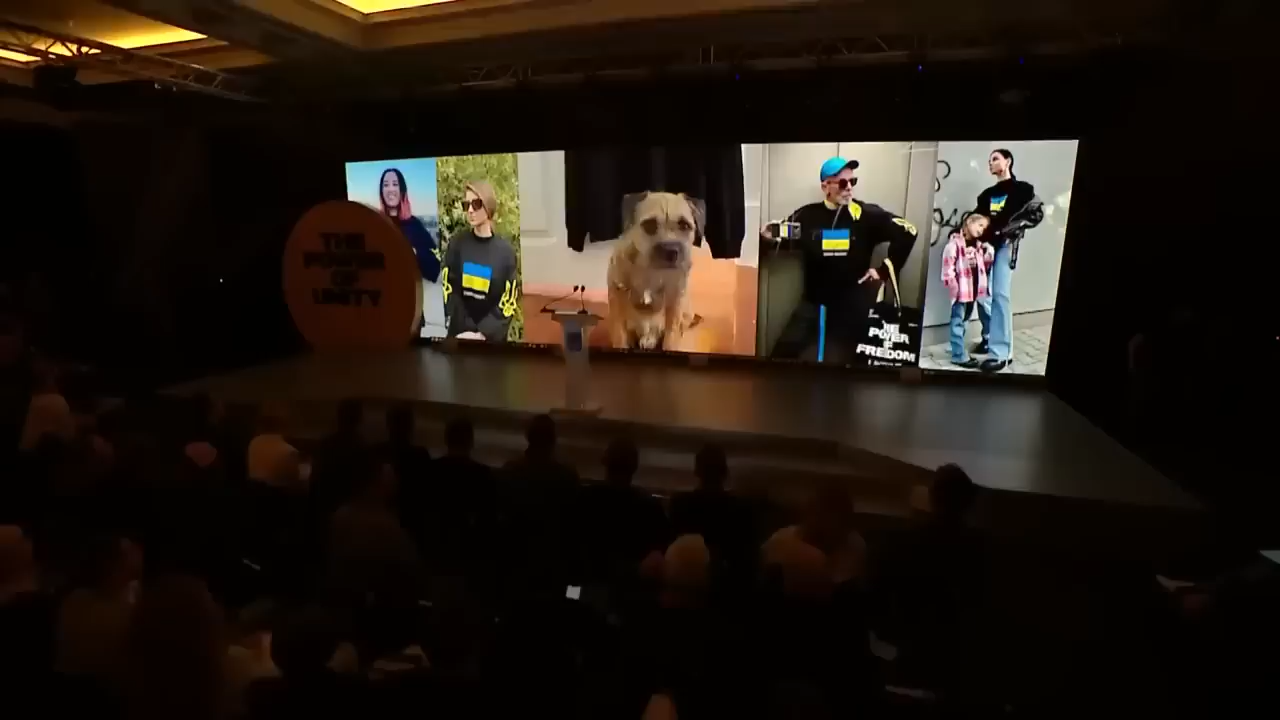 THE
POWER
OF
UNITY
THE
POWER
OF
FREEDOM